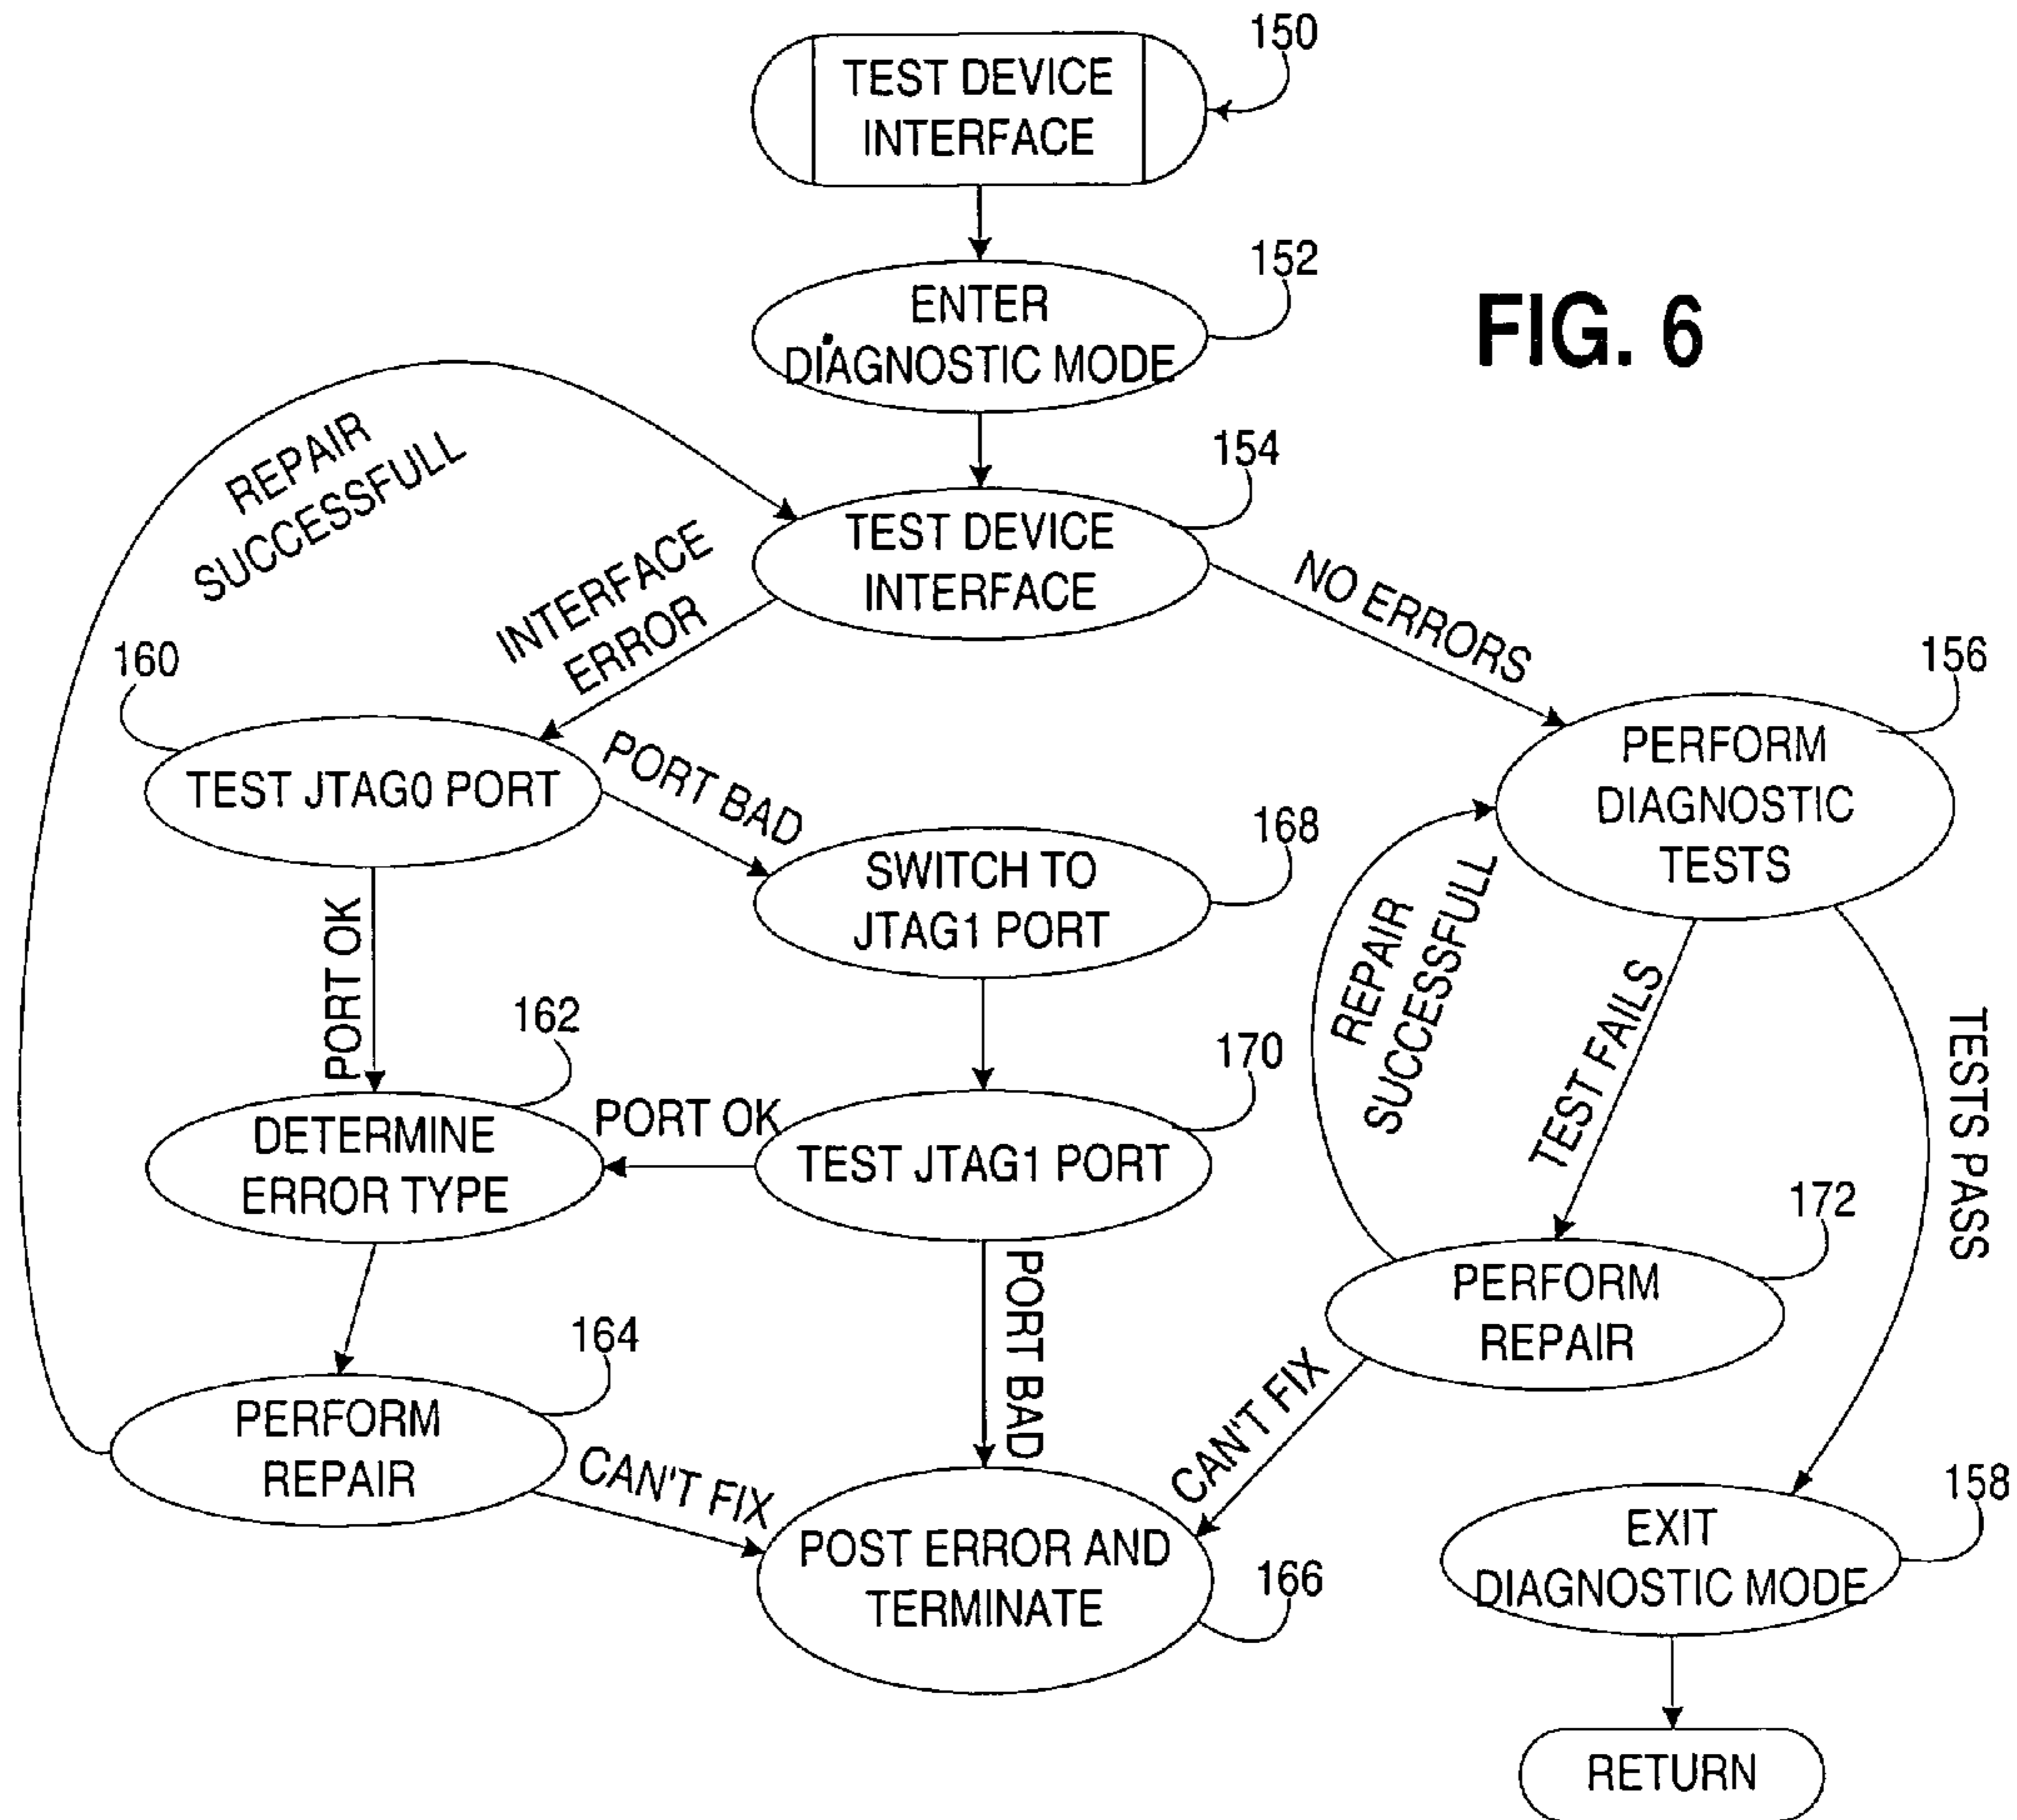 150
TEST DEVICE
INTERFACE
152
ENTER
DIAGNOSTIC MODE
FIG. 6
154
TEST DEVICE
INTERFACE
REPAIR
SUCCESSFULL
INTERFACE
ERROR
NO ERRORS
160
TEST JTAG0 PORT
PORT BAD
156
PERFORM
DIAGNOSTIC
TESTS
168
SWITCH TO
JTAG1 PORT
PORT OK
REPAIR
SUCCESSFULL
TEST FAILS
TESTS PASS
162
DETERMINE
ERROR TYPE
PORT OK
170
TEST JTAG1 PORT
172
PERFORM
REPAIR
PORT BAD
164
PERFORM
REPAIR
CAN'T FIX
CAN'T FIX
POST ERROR AND
TERMINATE
166
158
EXIT
DIAGNOSTIC MODE
RETURN